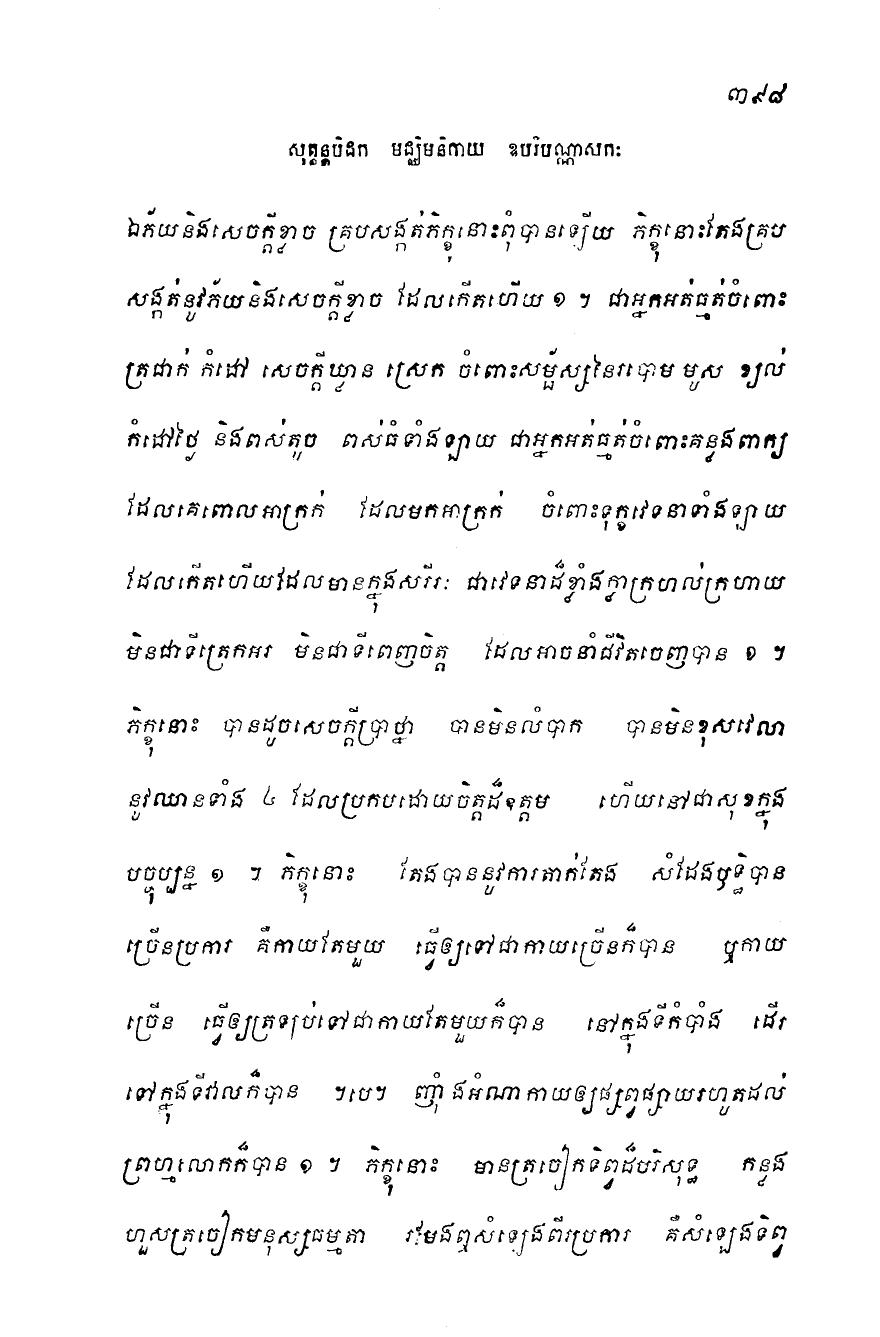 ៣៩៨
សុត្តន្តបិដក មជ្ឈិមនិកាយ ឧបរិបណ្ណាសកៈ
ឯភ័យនិងសេចក្តីខ្លាច គ្របសង្កត់ភិក្ខុនោះពុំបានឡើយ ភិក្ខុនោះតែងគ្រប
សង្កត់នូវភ័យនិងសេចក្តីខ្លាច ដែលកើតហើយ ១ ។ ជាអ្នកអត់ធ្មត់ចំពោះ
ត្រជាក់ កំដៅ សេចក្តីឃ្លាន ស្រេក ចំពោះសម្ផ័ស្សនៃរបោម មូស ខ្យល់
កំដៅថ្ងៃ និងពស់តូច ពស់ធំទាំងឡាយ ជាអ្នកអត់ធ្មត់ចំពោះគន្លងពាក្យ
ដែលគេពោលអាក្រក់ ដែលមកអាក្រក់ ចំពោះទុក្ខវេទនាទាំងឡាយ
ដែលកើតហើយដែលមានក្នុងសរីរៈ ជាវេទនាដ៏ខ្លាំងក្លាក្រហល់ក្រហាយ
មិនជាទីត្រេកអរ មិនជាទីពេញចិត្ត ដែលអាចនាំជីវិតចេញបាន ១ ។
ភិក្ខុនោះ បានដូចសេចក្តីប្រាថ្នា បានមិនលំបាក បានមិនខុសវេលា
នូវឈានទាំង ៤ ដែលប្រកបដោយចិត្តដ៏ឧត្តម ហើយនៅជាសុខក្នុង
បច្ចុប្បន្ន ១ ។ ភិក្ខុនោះ តែងបាននូវការតាក់តែង សំដែងឫទ្ធិបាន
ច្រើនប្រការ គឺកាយតែមួយ ធ្វើឲ្យទៅជាកាយច្រើនក៏បាន ឬកាយ
ច្រើន ធ្វើឲ្យត្រឡប់ទៅជាកាយតែមួយក៏បាន នៅក្នុងទីកំបាំង ដើរ
ទៅក្នុងទីវាលក៏បាន ។បេ។ ញុំាងអំណាកាយឲ្យផ្សព្វផ្សាយរហូតដល់
ព្រហ្មលោកក៏បាន ១ ។ ភិក្ខុនោះ មានត្រចៀកទិព្វដ៏បរិសុទ្ធ កន្លង
ហួសត្រចៀកមនុស្សធម្មតា រមែងឮសំឡេងពីរប្រការ គឺសំឡេងទិព្វ